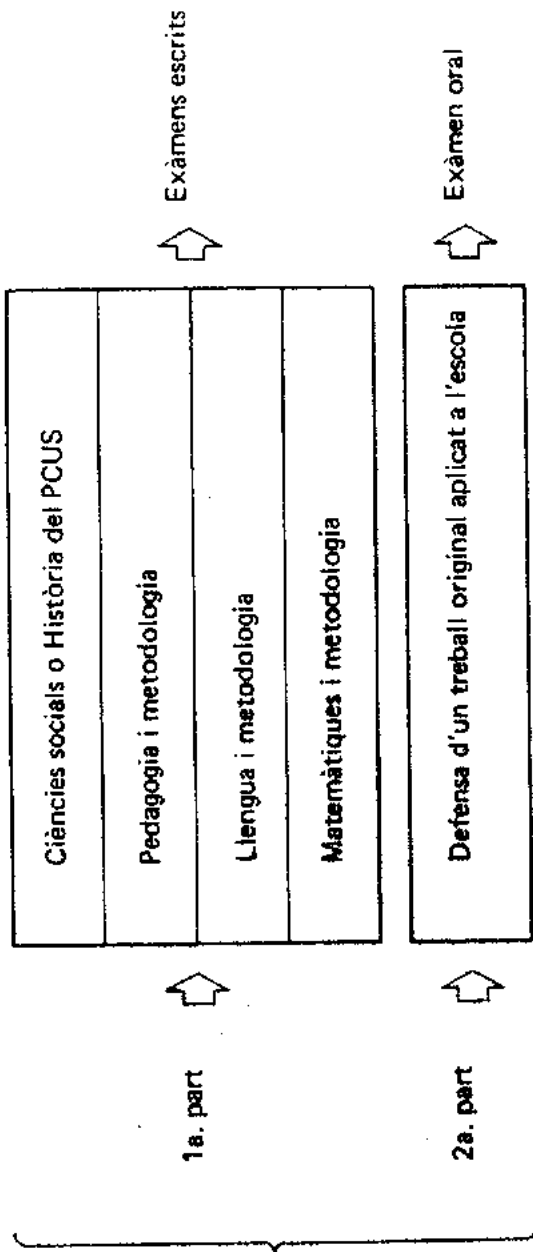 1a. part
Ciències socials o Història del PCUS
Pedagogia i metodologia
Llengua i metodologia
Matemàtiques i metodologia
Exàmens escrits
2a. part
Defensa d'un treball original aplicat a l'escola
Exàmen oral